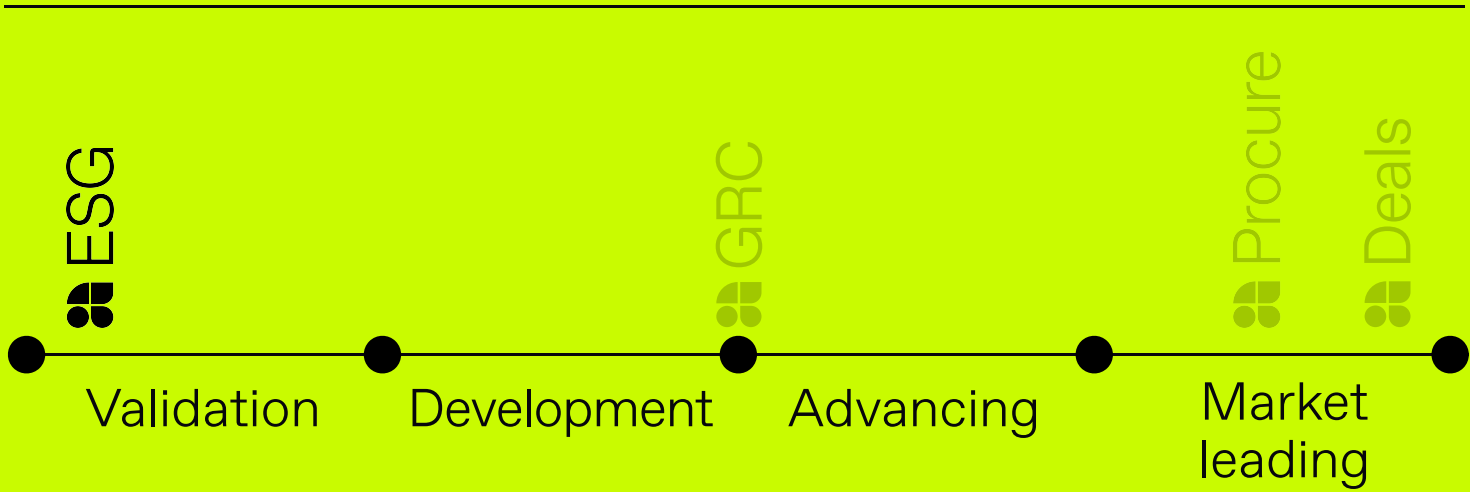 ESG
GRC
Procure
Deals
Validation
Development
Advancing
Market
leading